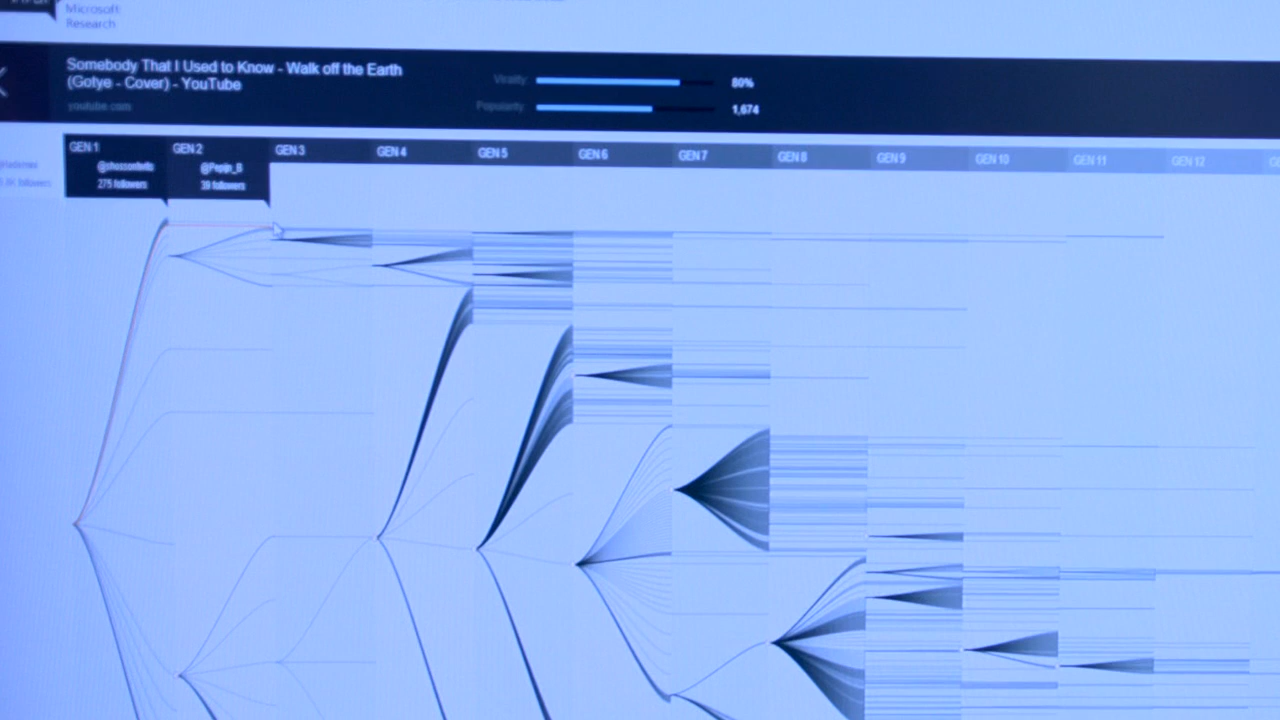 Microsoft
Research
Somebody That I Used to Know - Walk off the Earth
(Gotye - Cover) - YouTube
youtube.com
Virality: 80%
Popularity: 1,674
GEN 1 GEN 2 GEN 3 GEN 4 GEN 5 GEN 6 GEN 7 GEN 8 GEN 9 GEN 10 GEN 11 GEN 12
@Pepijn_B
275 followers 39 followers
followers